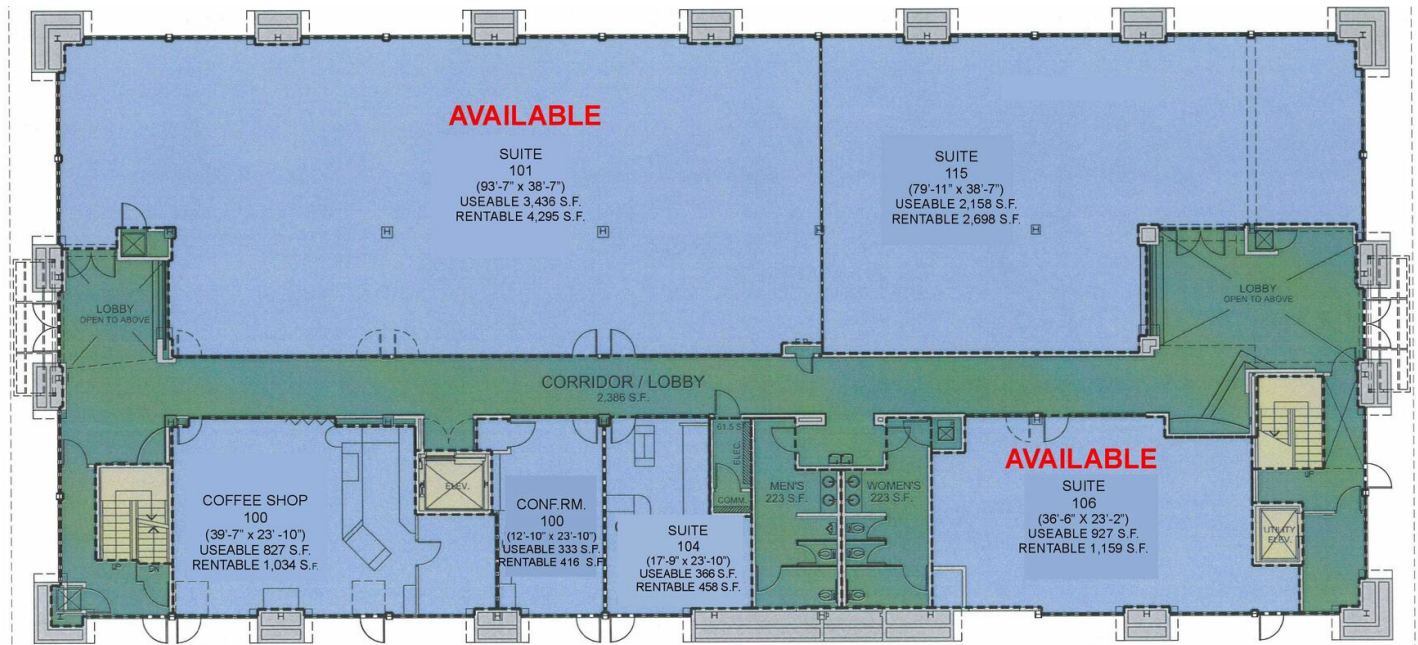 AVAILABLE
SUITE
101
(93'-7" x 38'-7")
USEABLE 3,436 S.F.
RENTABLE 4,295 S.F.
SUITE
115
(79'-11" x 38'-7")
USEABLE 2,158 S.F.
RENTABLE 2,698 S.F.
LOBBY
OPEN TO ABOVE
LOBBY
OPEN TO ABOVE
CORRIDOR / LOBBY
2,386 S.F.
COFFEE SHOP
100
(39'-7" x 23' -10")
USEABLE 827 S.F.
RENTABLE 1,034 S.F.
ELEV.
CONF.RM.
100
(12'-10" x 23'-10")
USEABLE 333 S.F.
RENTABLE 416 S.F
SUITE
104
(17'-9" x 23'-10")
USEABLE 366 S.F.
RENTABLE 458 S.F.
61.5 S
ELEC.
COMM.
MEN'S
223 S.F.
WOMEN'S
223 S.F.
AVAILABLE
SUITE
106
(36'-6" X 23'-2")
USEABLE 927 S.F.
RENTABLE 1,159 S.F.
UTILITY
ELEV.
UP